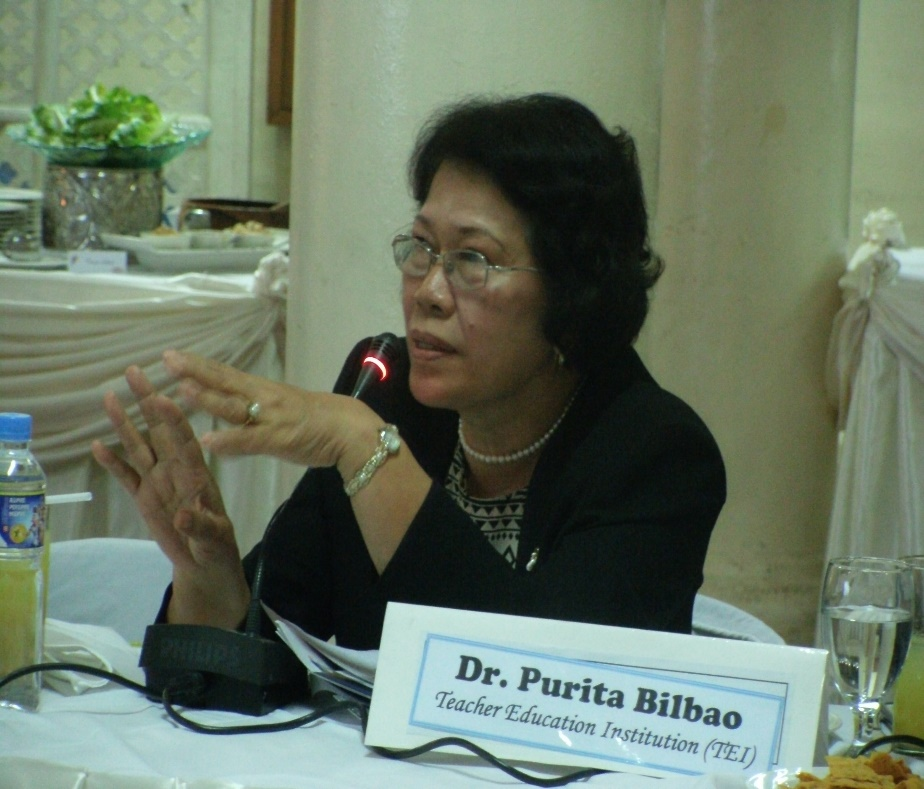 PHILIPS
Dr. Purita Bilbao
Teacher Education Institution (TEI)